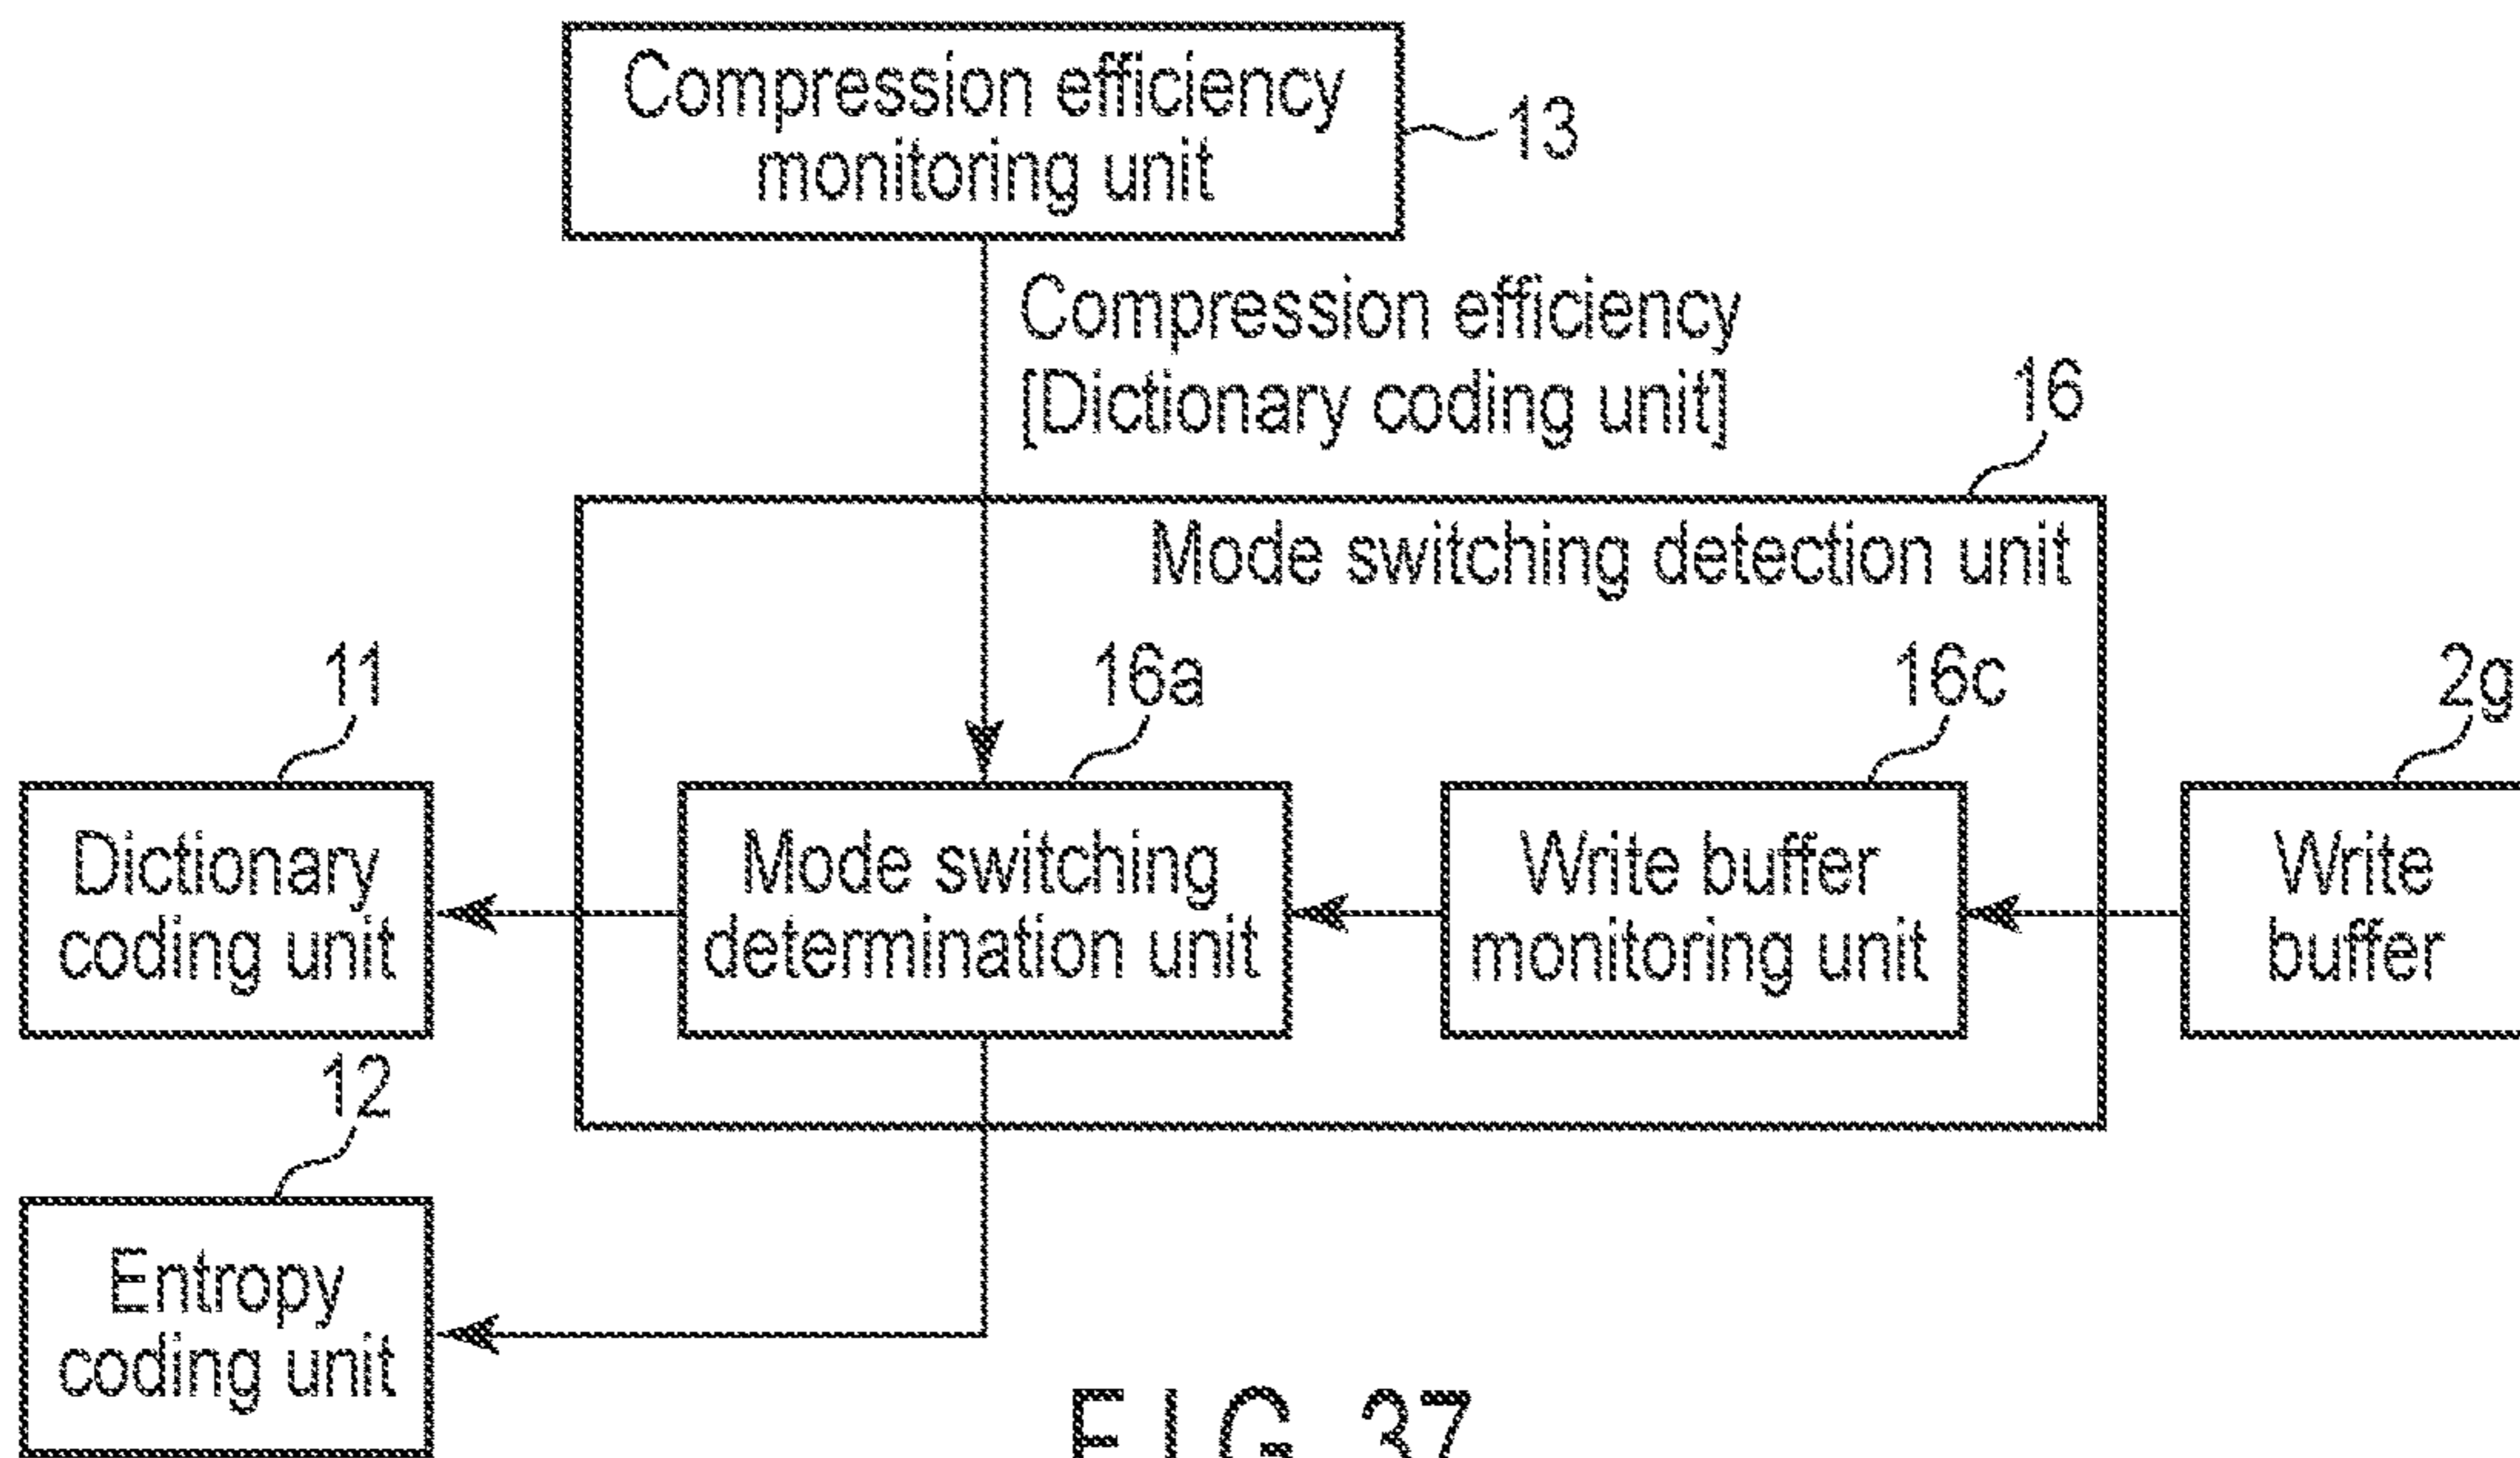 Compression efficiency
monitoring unit
13
Compression efficiency
[Dictionary coding unit]
16
Mode switching detection unit
11
16a
16c
2g
Dictionary
coding unit
Mode switching
determination unit
Write buffer
monitoring unit
Write
buffer
12
Entropy
coding unit
FIG. 37